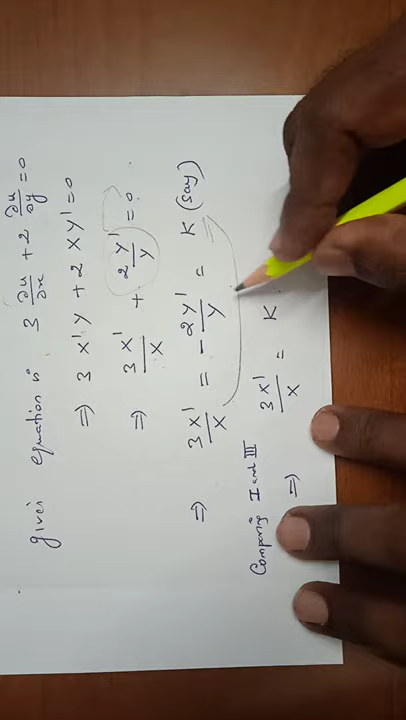 given equation is 3 ∂u/∂x + 2 ∂u/∂y = 0
⇒ 3 X'Y + 2 XY' = 0
⇒ 3X'/X + 2Y'/Y = 0
⇒ 3X'/X = -2Y'/Y = K (say)
Comparing I and III
⇒ 3X'/X = K